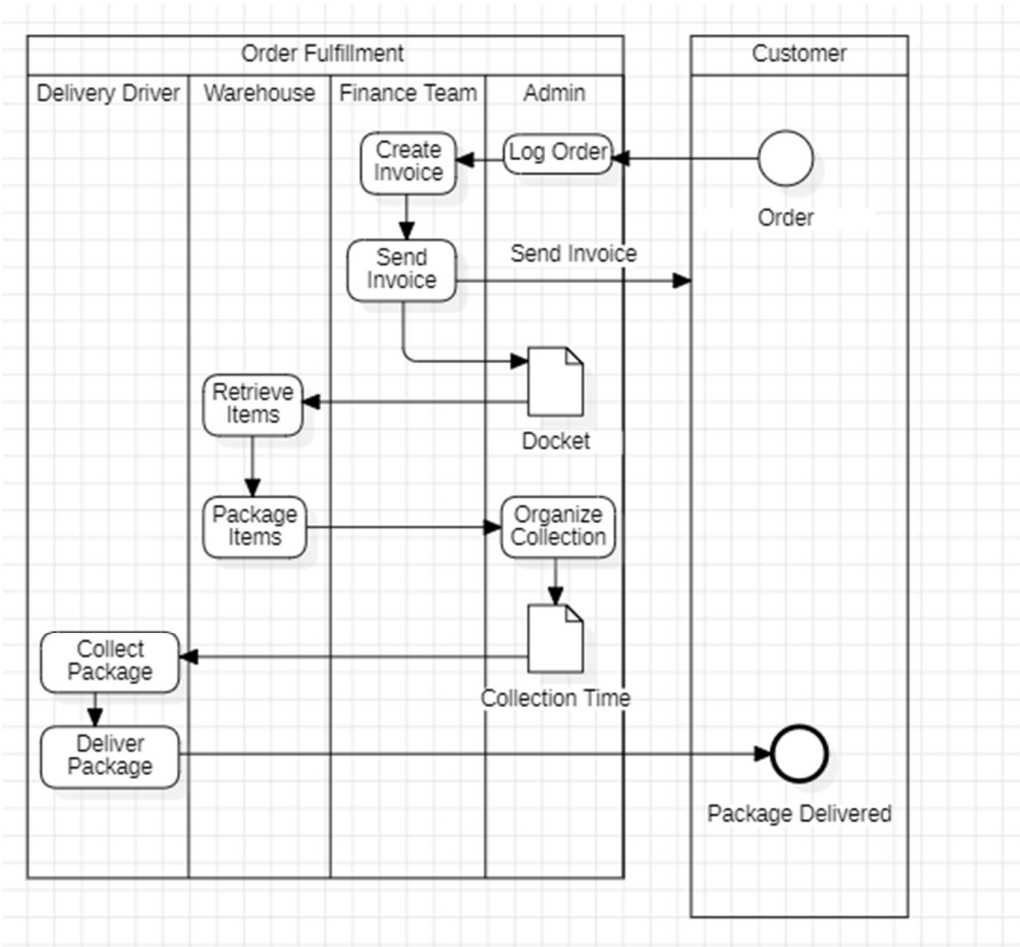 Order Fulfillment
Customer
Delivery Driver
Warehouse
Finance Team
Admin
Create
Invoice
Log Order
Order
Send
Invoice
Send Invoice
Retrieve
Items
Docket
Package
Items
Organize
Collection
Collect
Package
Collection Time
Deliver
Package
Package Delivered